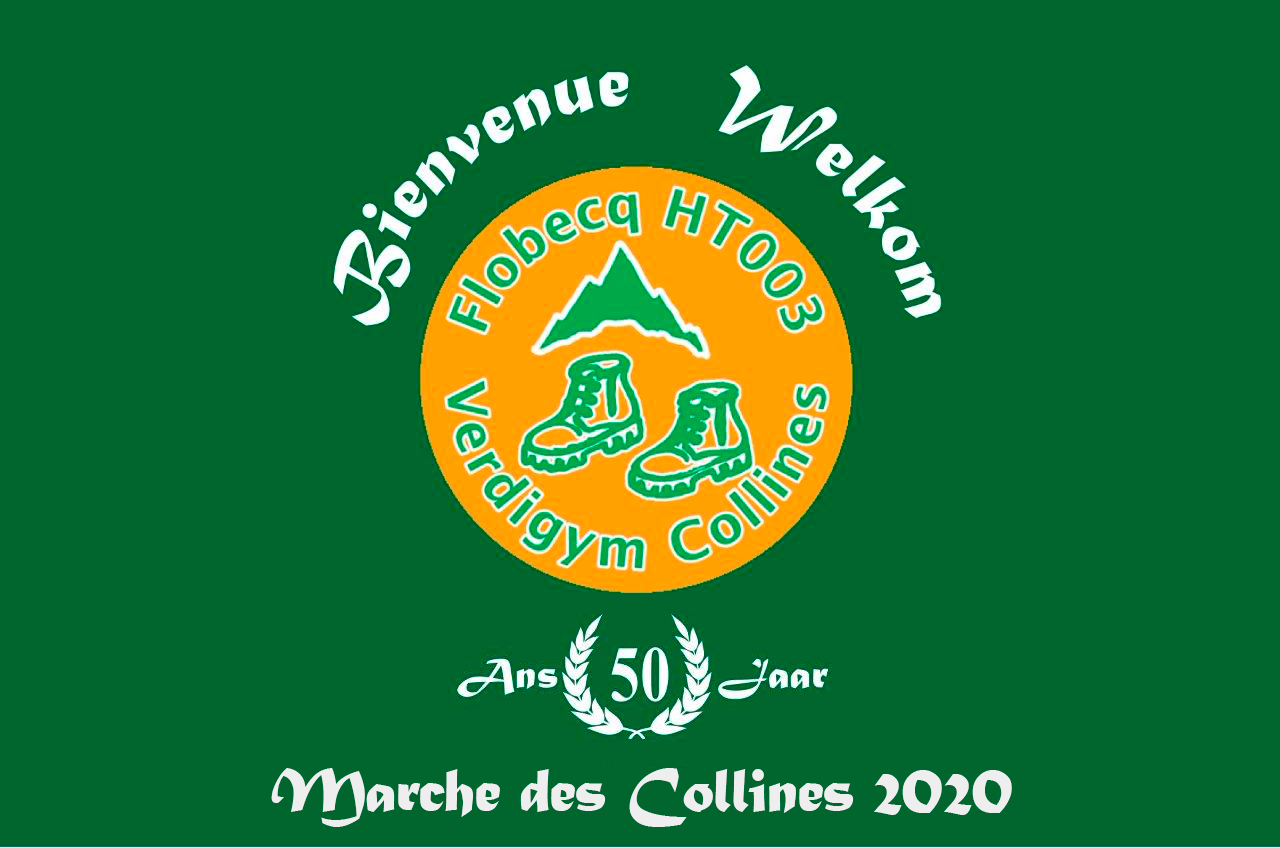 Bienvenue Welkom
Flobecq HT003
Verdigym Collines
Ans 50 Jaar
Marche des Collines 2020